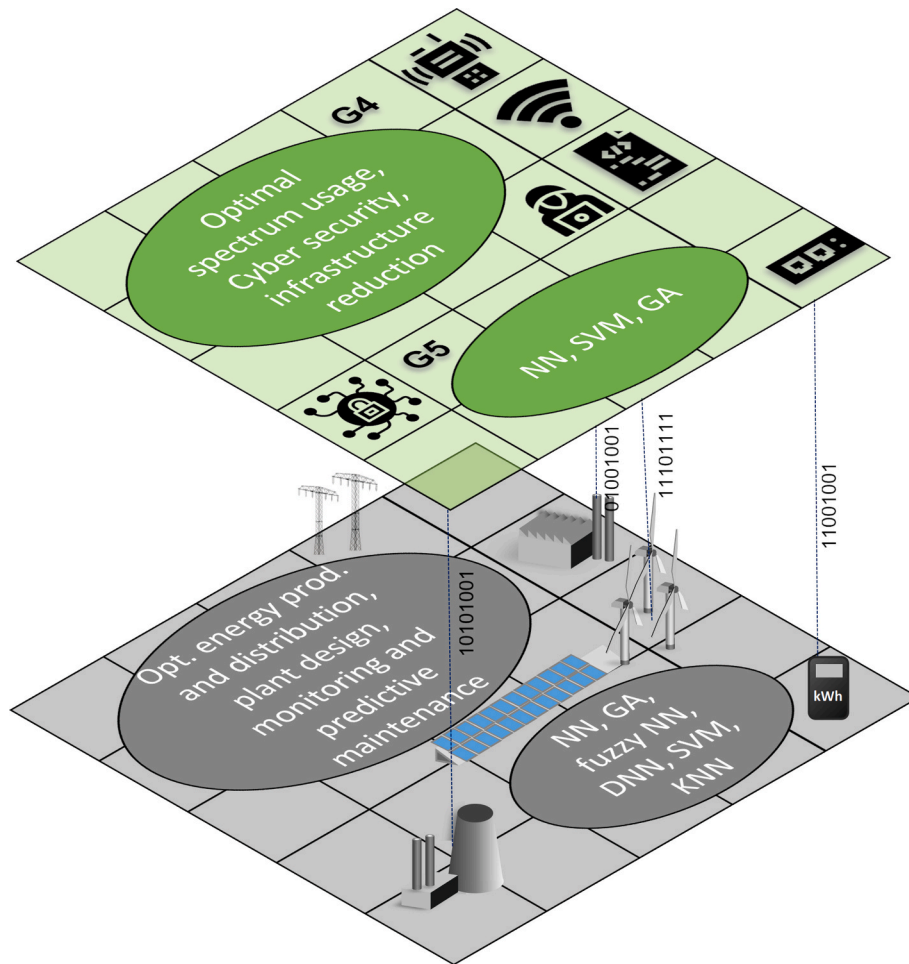 G4
Optimal
spectrum usage,
Cyber security,
infrastructure
reduction
</>
NN, SVM, GA
G5
01001001
11101111
11001001
10101001
Opt. energy prod.
and distribution,
plant design,
monitoring and
predictive
maintenance
kWh
NN, GA,
fuzzy NN,
DNN, SVM,
KNN